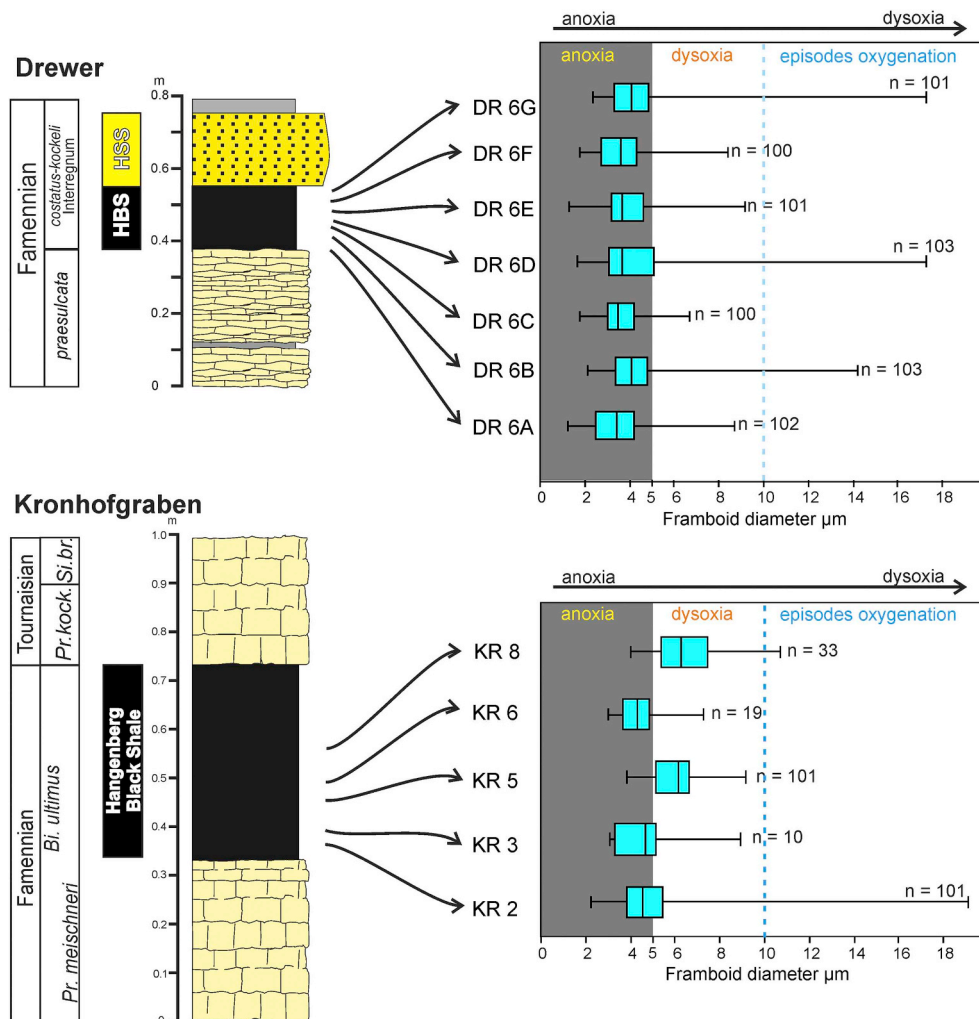 anoxia
dysoxia
Drewer
m
0.8
0.6
0.4
0.2
0
Famennian
costatus-kockeli
Interregnum
praesulcata
HSS
HBS
DR 6G
DR 6F
DR 6E
DR 6D
DR 6C
DR 6B
DR 6A
anoxia
dysoxia
episodes oxygenation
n = 101
n = 100
n = 101
n = 103
n = 100
n = 103
n = 102
0 2 4 5 6 8 10 12 14 16 18
Framboid diameter µm
Kronhofgraben
m
1.0
0.9
0.8
0.7
0.6
0.5
0.4
0.3
0.2
0.1
0
Tournaisian
Si.br.
Pr.kock.
Famennian
Bi. ultimus
Pr. meischneri
Hangenberg
Black Shale
KR 8
KR 6
KR 5
KR 3
KR 2
anoxia
dysoxia
anoxia
dysoxia
episodes oxygenation
n = 33
n = 19
n = 101
n = 10
n = 101
0 2 4 5 6 8 10 12 14 16 18
Framboid diameter µm